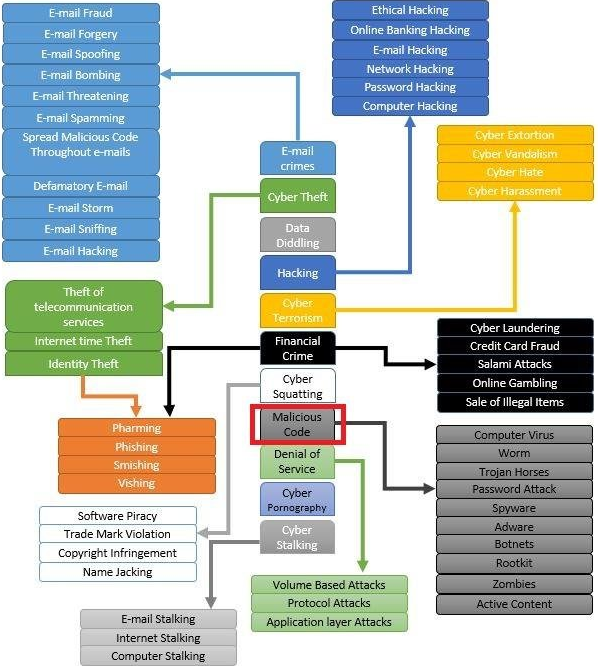 E-mail Fraud
E-mail Forgery
E-mail Spoofing
E-mail Bombing
E-mail Threatening
E-mail Spamming
Spread Malicious Code
Throughout e-mails
Defamatory E-mail
E-mail Storm
E-mail Sniffing
E-mail Hacking
Ethical Hacking
Online Banking Hacking
E-mail Hacking
Network Hacking
Password Hacking
Computer Hacking
Cyber Extortion
Cyber Vandalism
Cyber Hate
Cyber Harassment
E-mail
crimes
Cyber Theft
Data
Diddling
Hacking
Cyber
Terrorism
Financial
Crime
Cyber
Squatting
Malicious
Code
Denial of
Service
Cyber
Pornography
Cyber
Stalking
Theft of
telecommunication
services
Internet time Theft
Identity Theft
Pharming
Phishing
Smishing
Vishing
Cyber Laundering
Credit Card Fraud
Salami Attacks
Online Gambling
Sale of Illegal Items
Computer Virus
Worm
Trojan Horses
Password Attack
Spyware
Adware
Botnets
Rootkit
Zombies
Active Content
Software Piracy
Trade Mark Violation
Copyright Infringement
Name Jacking
Volume Based Attacks
Protocol Attacks
Application layer Attacks
E-mail Stalking
Internet Stalking
Computer Stalking